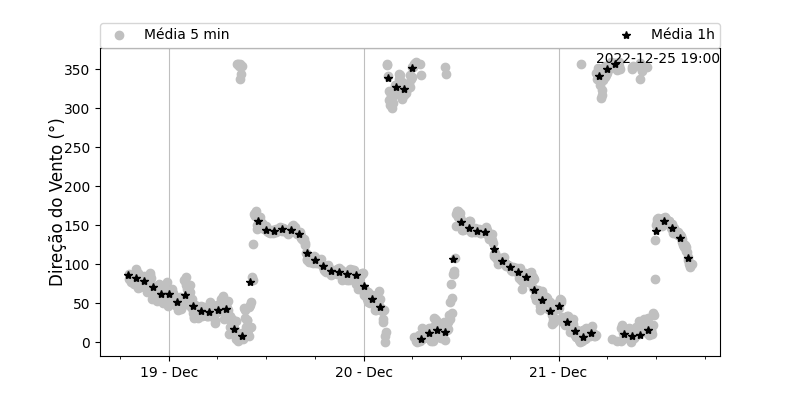 Média 5 min
Média 1h
2022-12-25 19:00
350
300
250
200
150
100
50
0
Direção do Vento (°)
19 - Dec
20 - Dec
21 - Dec